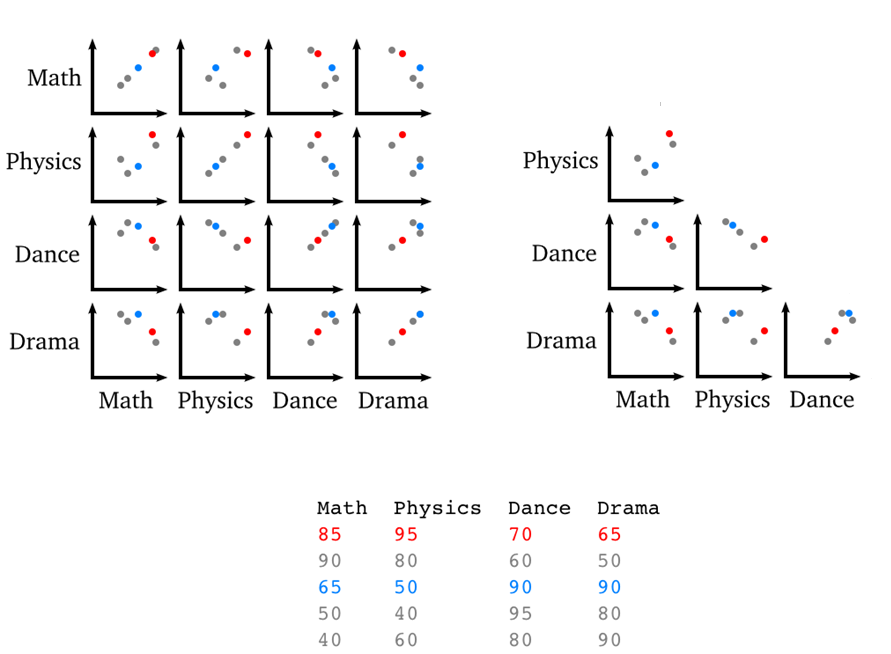 Math
Physics
Dance
Drama
Math Physics Dance Drama
Physics
Dance
Drama
Math Physics Dance
Math Physics Dance Drama
85 95 70 65
90 80 60 50
65 50 90 90
50 40 95 80
40 60 80 90